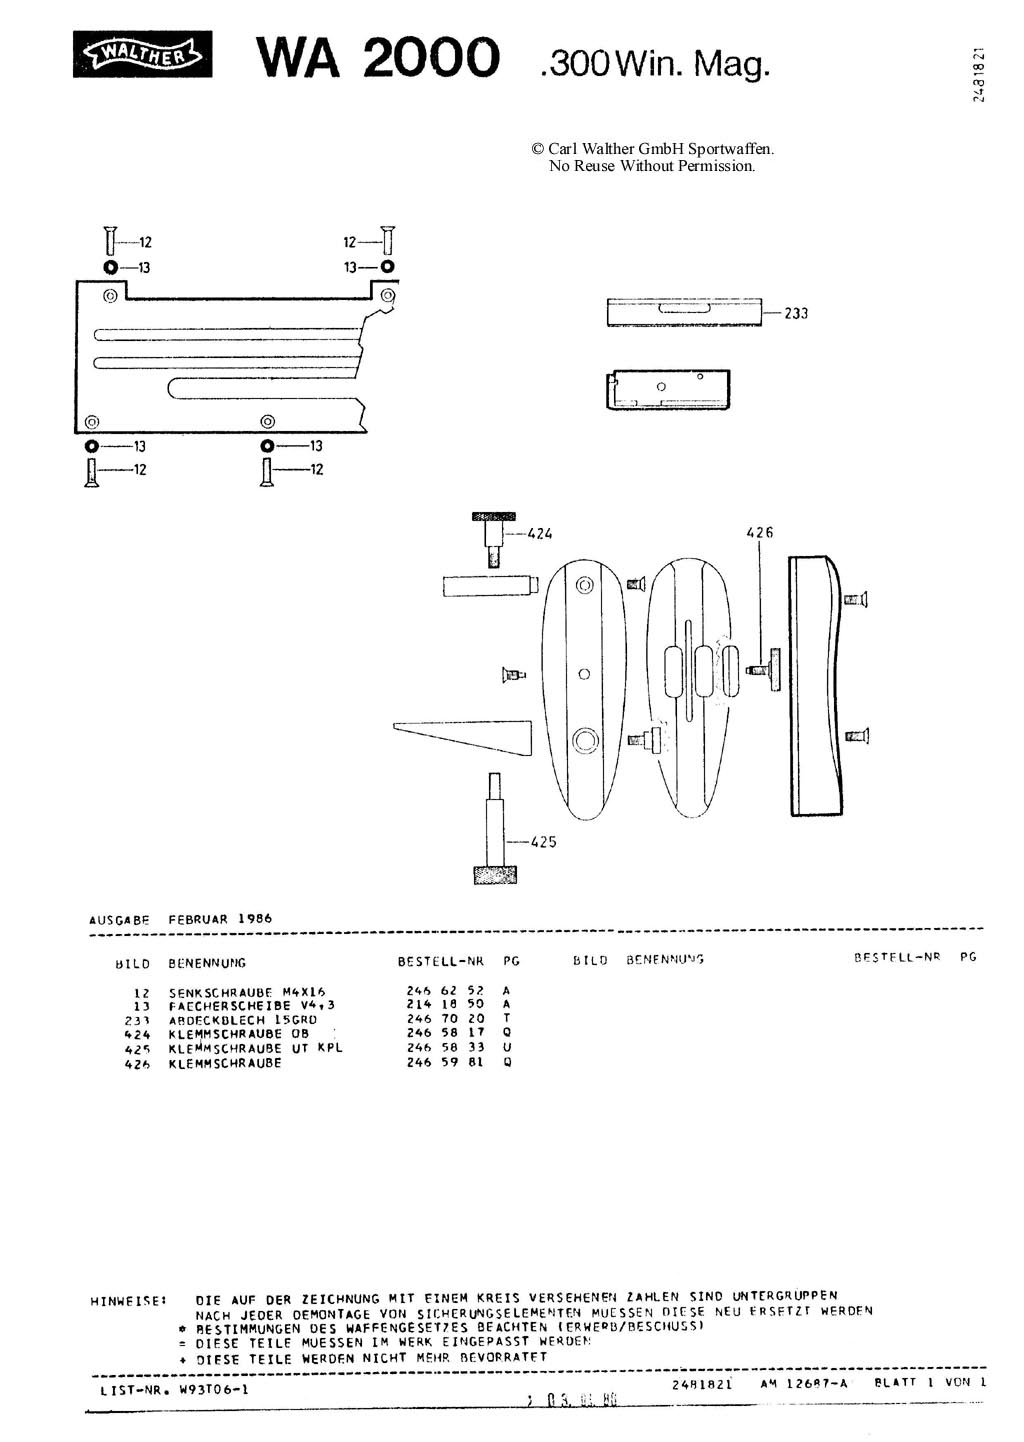 WALTHER WA 2000 .300 Win. Mag.
2481821
© Carl Walther GmbH Sportwaffen.
No Reuse Without Permission.
12 12
13 13
233
13 13
12 12
424 426
425
AUSGABE FEBRUAR 1986
BILD BENENNUNG BESTELL-NR PG BILD BENENNUNG BESTELL-NR PG
12 SENKSCHRAUBE M4X16 246 62 52 A
13 FAECHERSCHEIBE V4,3 214 18 50 A
233 ABDECKBLECH 15GRD 246 70 20 T
424 KLEMMSCHRAUBE OB 246 58 17 Q
425 KLEMMSCHRAUBE UT KPL 246 58 33 U
426 KLEMMSCHRAUBE 246 59 81 Q
HINWEISE: DIE AUF DER ZEICHNUNG MIT EINEM KREIS VERSEHENEN ZAHLEN SIND UNTERGRUPPEN
NACH JEDER DEMONTAGE VON SICHERUNGSELEMENTEN MUESSEN DIESE NEU ERSETZT WERDEN
* BESTIMMUNGEN DES WAFFENGESETZES BEACHTEN (ERWERB/BESCHUSS)
= DIESE TEILE MUESSEN IM WERK EINGEPASST WERDEN
+ DIESE TEILE WERDEN NICHT MEHR BEVORRATET
LIST-NR. W93T06-1 2481821 AM 12687-A BLATT 1 VON 1